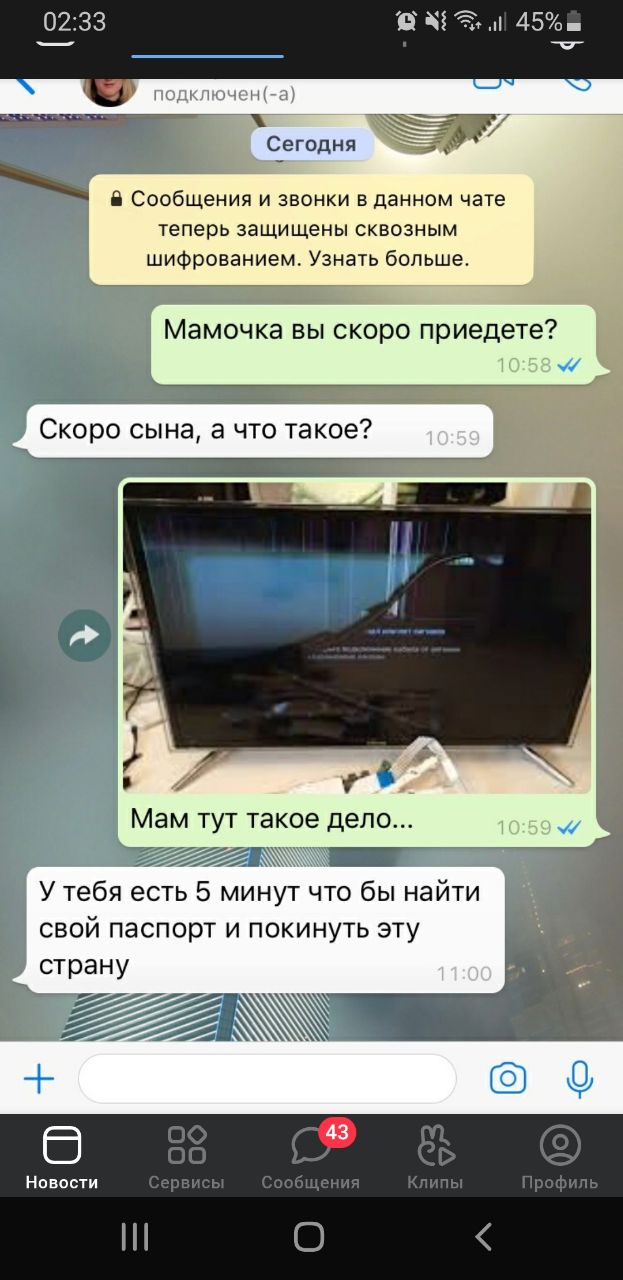 02:33
45%
подключен(-а)
Сегодня
Сообщения и звонки в данном чате
теперь защищены сквозным
шифрованием. Узнать больше.
Мамочка вы скоро приедете?
10:58
Скоро сына, а что такое?
10:59
Мам тут такое дело...
10:59
У тебя есть 5 минут что бы найти
свой паспорт и покинуть эту
страну
11:00
43
Новости
Сервисы
Сообщения
Клипы
Профиль